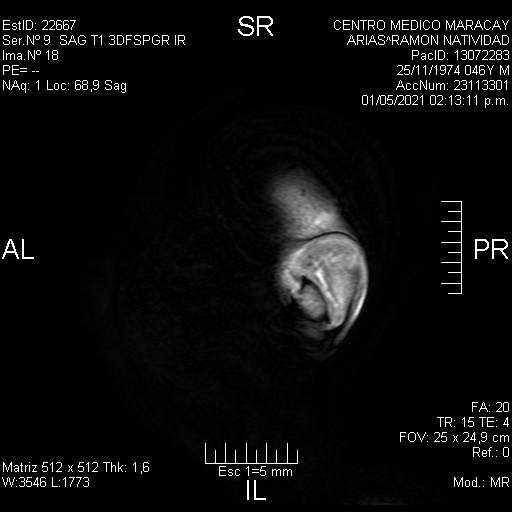 EstID: 22667
Ser.Nº 9 SAG T1 3DFSPGR IR
Ima.Nº 18
PE= --
NAq: 1 Loc: 68,9 Sag
SR
CENTRO MEDICO MARACAY
ARIAS^RAMON NATIVIDAD
PacID: 13072283
25/11/1974 046Y M
AccNum: 23113301
01/05/2021 02:13:11 p.m.
AL
PR
FA: 20
TR: 15 TE: 4
FOV: 25 x 24,9 cm
Ref.: 0
Mod.: MR
Matriz 512 x 512 Thk: 1,6
W:3546 L:1773
Esc 1=5 mm
IL